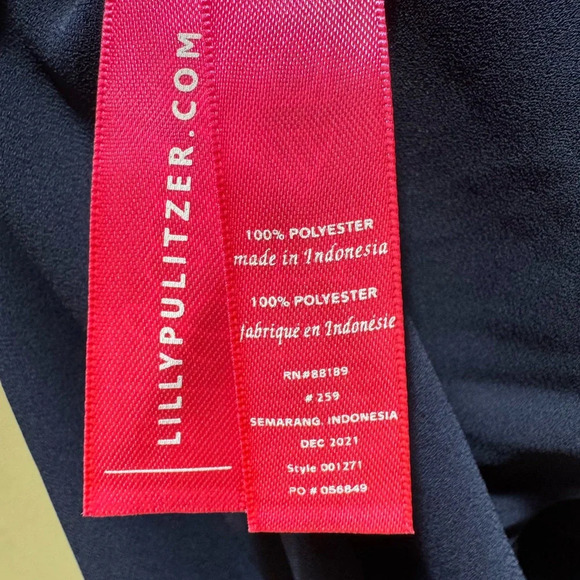 LILLYPULITZER.COM
100% POLYESTER
made in Indonesia
100% POLYESTER
fabrique en Indonésie
RN#88189
# 259
SEMARANG, INDONESIA
DEC 2021
Style 001271
PO # 056849